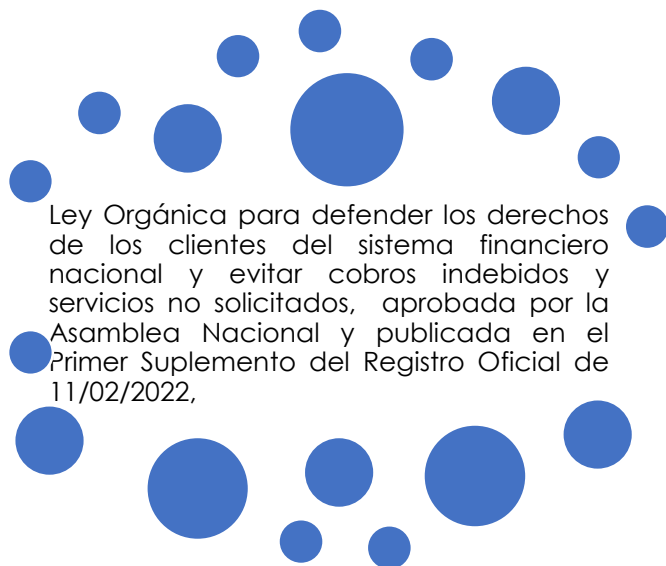 Ley Orgánica para defender los derechos
de los clientes del sistema financiero
nacional y evitar cobros indebidos y
servicios no solicitados, aprobada por la
Asamblea Nacional y publicada en el
Primer Suplemento del Registro Oficial de
11/02/2022,